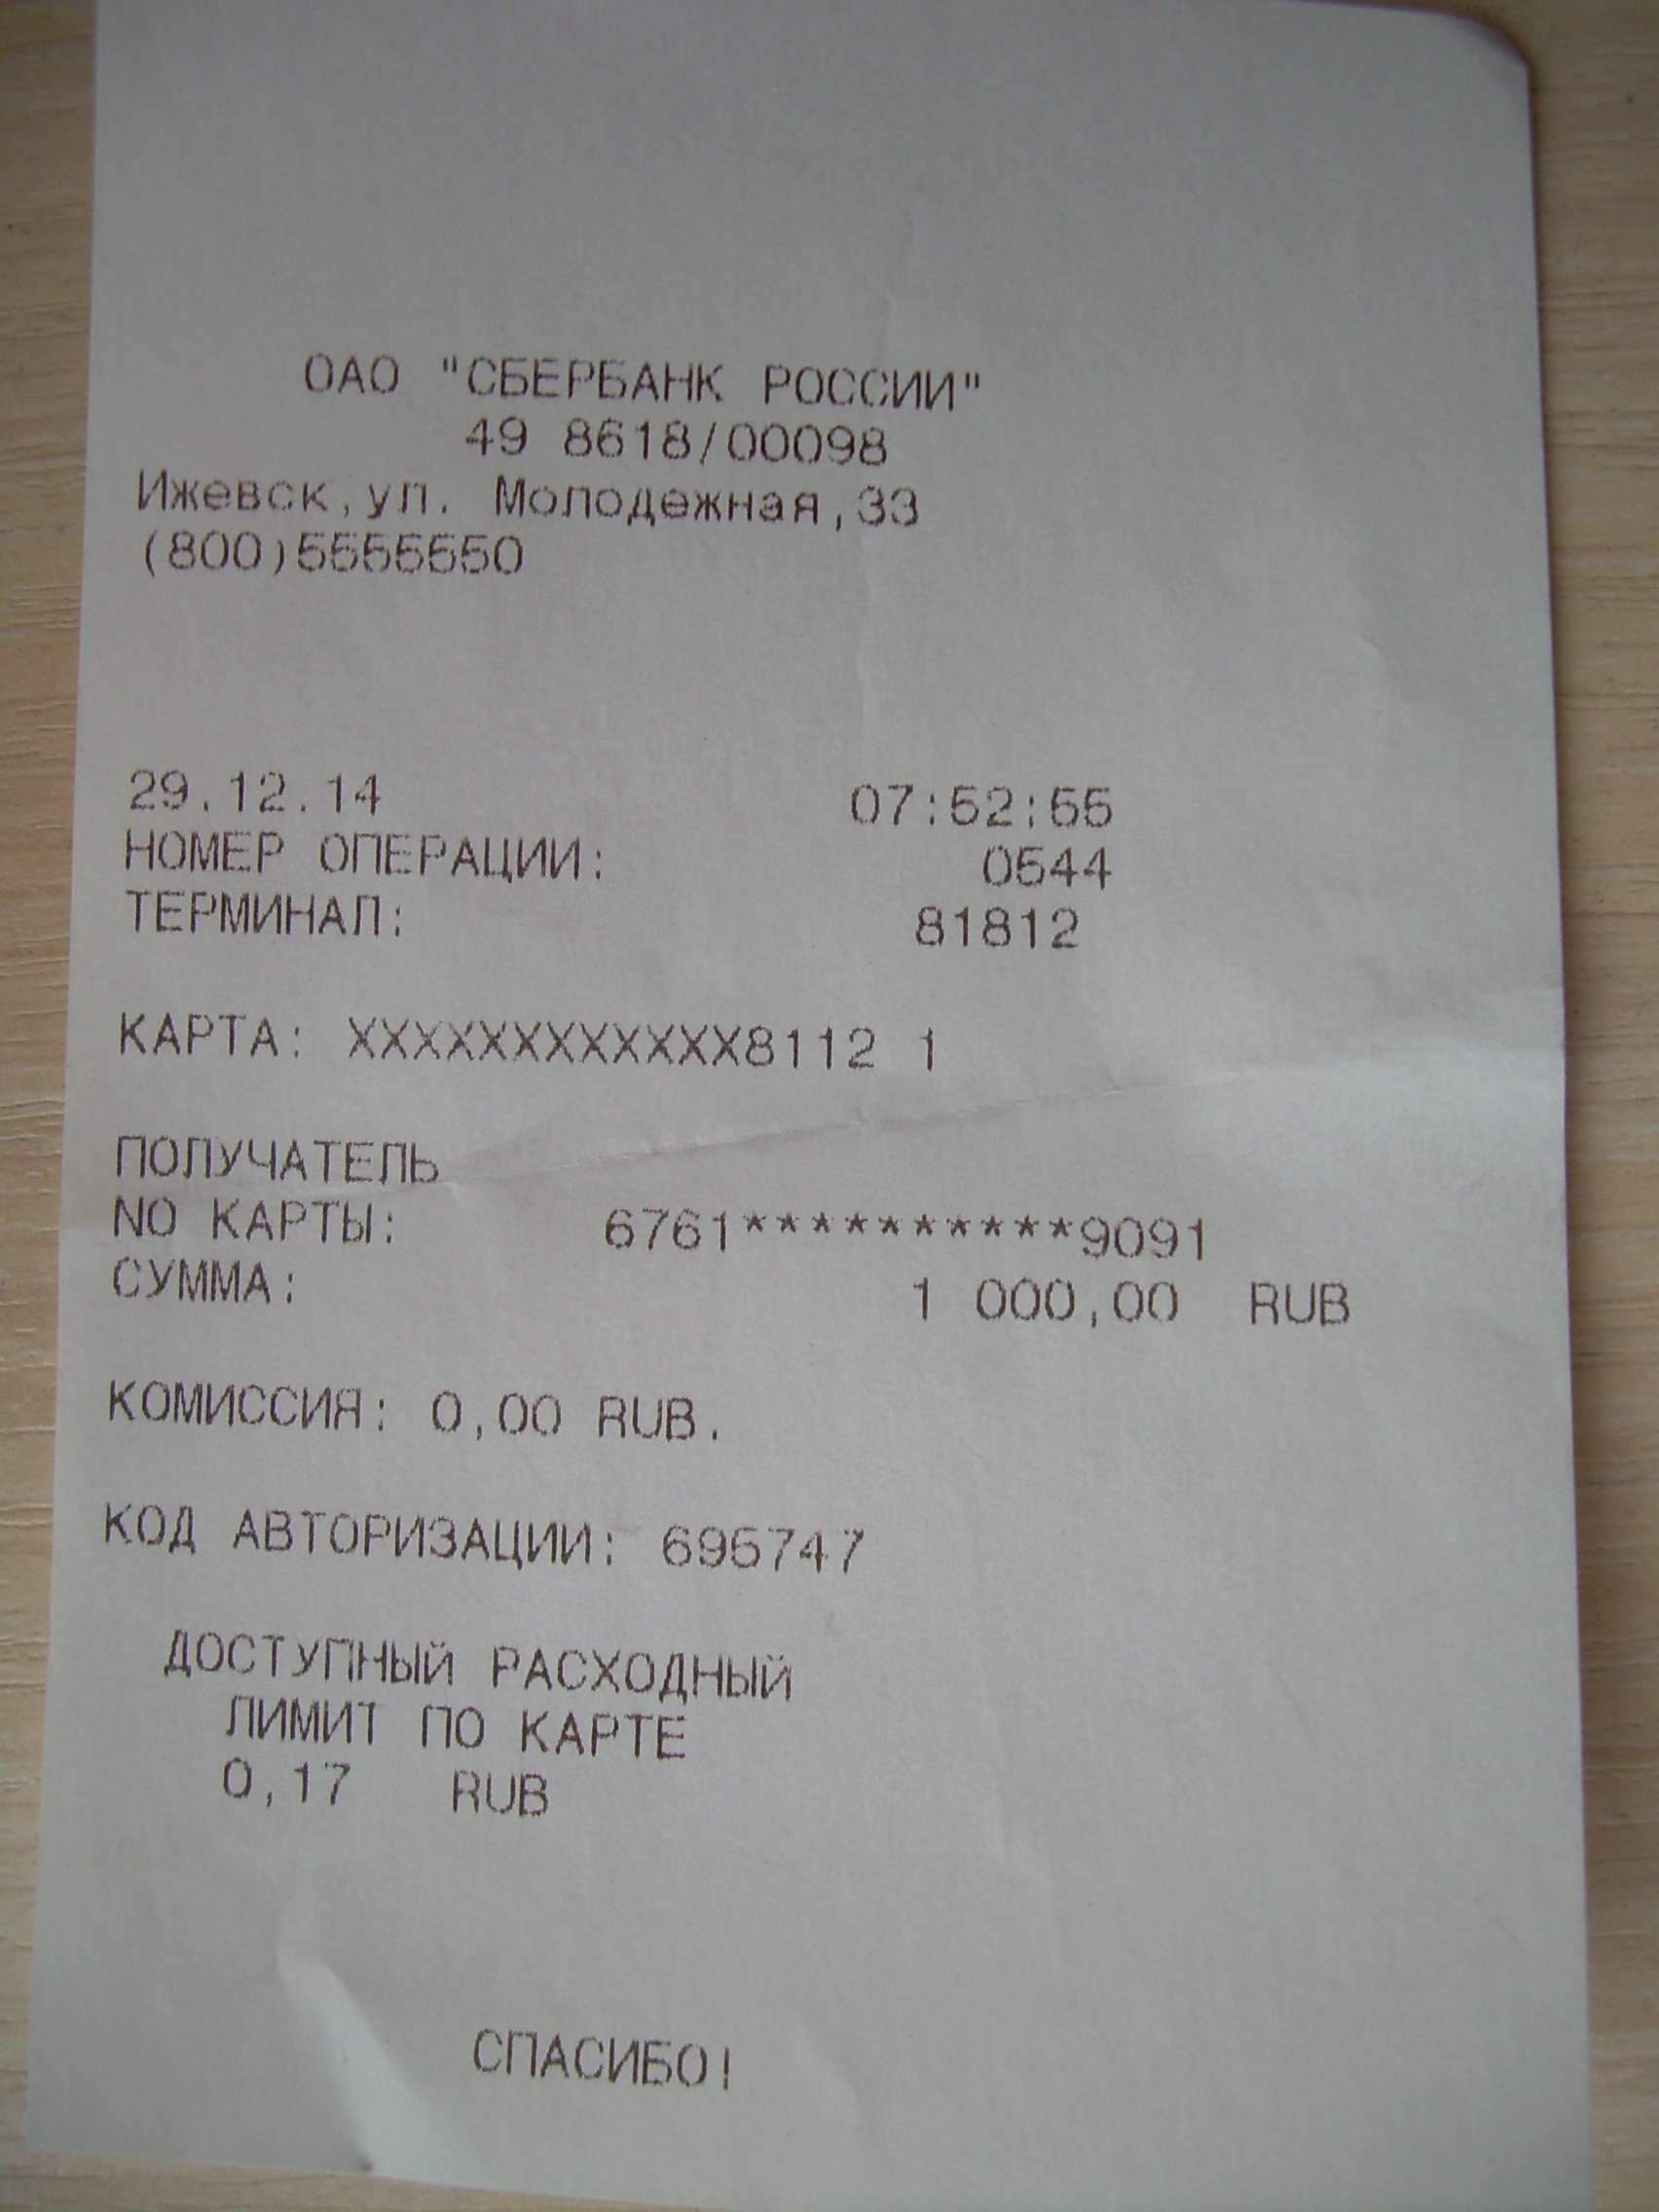 ОАО "СБЕРБАНК РОССИИ"
49 8618/00098
Ижевск,ул. Молодежная,33
(800)5555550
29.12.14 07:52:55
НОМЕР ОПЕРАЦИИ: 0544
ТЕРМИНАЛ: 81812
КАРТА: XXXXXXXXXXXX8112 1
ПОЛУЧАТЕЛЬ
NO КАРТЫ: 6761**********9091
СУММА: 1 000,00 RUB
КОМИССИЯ: 0,00 RUB.
КОД АВТОРИЗАЦИИ: 695747
ДОСТУПНЫЙ РАСХОДНЫЙ
ЛИМИТ ПО КАРТЕ
0,17 RUB
СПАСИБО!